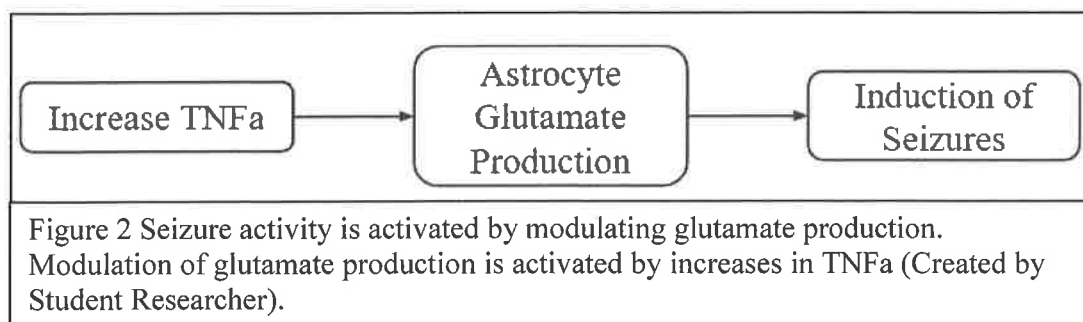 Increase TNFa
Astrocyte
Glutamate
Production
Induction of
Seizures
Figure 2 Seizure activity is activated by modulating glutamate production.
Modulation of glutamate production is activated by increases in TNFa (Created by
Student Researcher).